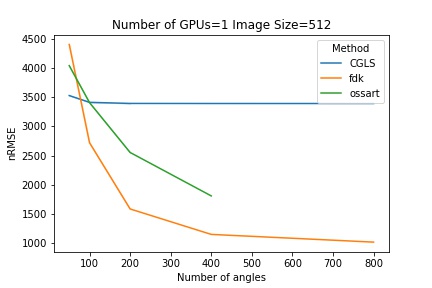 Number of GPUs=1 Image Size=512
4500
4000
3500
3000
2500
2000
1500
1000
nRMSE
Method
CGLS
fdk
ossart
100 200 300 400 500 600 700 800
Number of angles